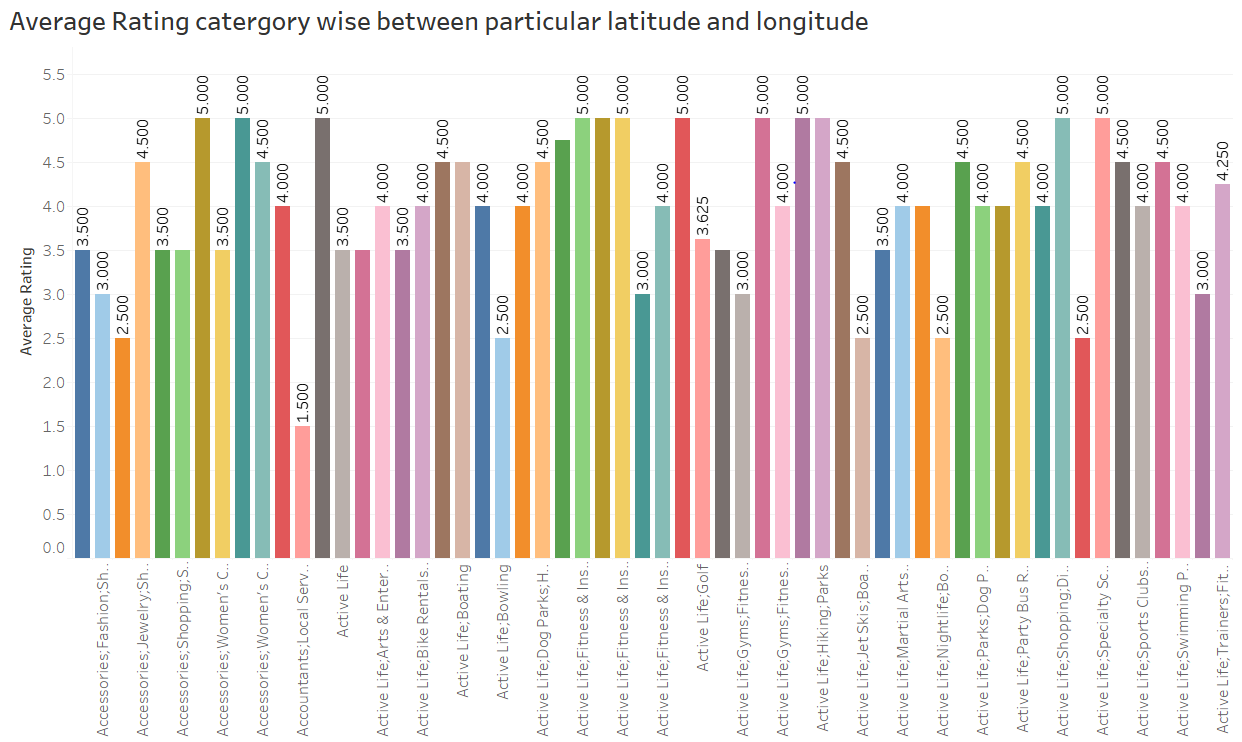 Average Rating catergory wise between particular latitude and longitude
Average Rating
5.5
5.0
4.5
4.0
3.5
3.0
2.5
2.0
1.5
1.0
0.5
0.0
3.500
3.000
2.500
4.500
3.500
5.000
3.500
5.000
4.500
4.000
1.500
5.000
3.500
4.000
3.500
4.000
4.500
4.000
2.500
4.000
4.500
5.000
5.000
3.000
4.000
5.000
3.625
3.000
5.000
4.000
5.000
4.500
2.500
3.500
4.000
2.500
4.500
4.000
4.500
4.000
5.000
2.500
5.000
4.500
4.000
4.500
4.000
3.000
4.250
Accessories;Fashion;Sh..
Accessories;Jewelry;Sh..
Accessories;Shopping;S..
Accessories;Women's C..
Accessories;Women's C..
Accountants;Local Serv..
Active Life
Active Life;Arts & Enter..
Active Life;Bike Rentals..
Active Life;Boating
Active Life;Bowling
Active Life;Dog Parks;H..
Active Life;Fitness & Ins..
Active Life;Fitness & Ins..
Active Life;Fitness & Ins..
Active Life;Golf
Active Life;Gyms;Fitnes..
Active Life;Gyms;Fitnes..
Active Life;Hiking;Parks
Active Life;Jet Skis;Boa..
Active Life;Martial Arts..
Active Life;Nightlife;Bo..
Active Life;Parks;Dog P..
Active Life;Party Bus R..
Active Life;Shopping;Di..
Active Life;Specialty Sc..
Active Life;Sports Clubs..
Active Life;Swimming P..
Active Life;Trainers;Fit..